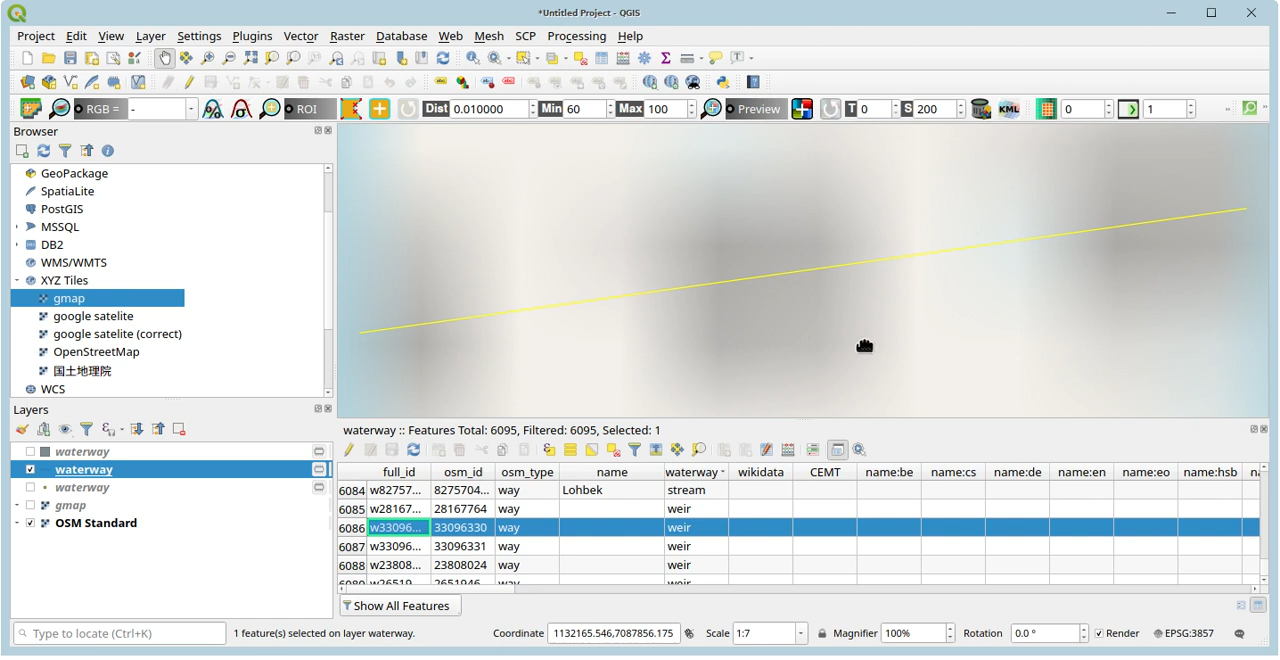 *Untitled Project - QGIS
Project Edit View Layer Settings Plugins Vector Raster Database Web Mesh SCP Processing Help
RGB = - ROI Dist 0.010000 Min 60 Max 100 Preview T 0 S 200 KML 0 1
Browser
GeoPackage
SpatiaLite
PostGIS
MSSQL
DB2
WMS/WMTS
XYZ Tiles
gmap
google satelite
google satelite (correct)
OpenStreetMap
国土地理院
WCS
Layers
waterway
waterway
waterway
gmap
OSM Standard
waterway :: Features Total: 6095, Filtered: 6095, Selected: 1
full_id osm_id osm_type name waterway wikidata CEMT name:be name:cs name:de name:en name:eo name:hsb
6084 w82757... 8275704... way Lohbek stream
6085 w28167... 28167764 way weir
6086 w33096... 33096330 way weir
6087 w33096... 33096331 way weir
6088 w23808... 23808024 way weir
Show All Features
Type to locate (Ctrl+K) 1 feature(s) selected on layer waterway. Coordinate 1132165.546,7087856.175 Scale 1:7 Magnifier 100% Rotation 0.0 ° Render EPSG:3857